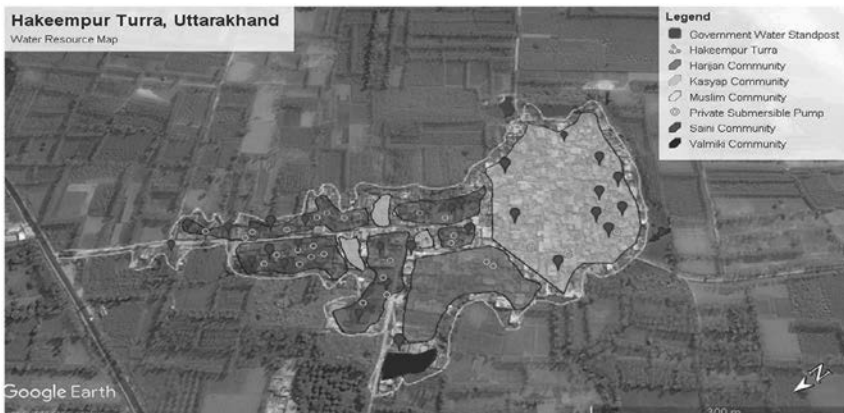 Hakeempur Turra, Uttarakhand
Water Resource Map
Legend
Government Water Standpost
Hakeempur Turra
Harijan Community
Kasyap Community
Muslim Community
Private Submersible Pump
Saini Community
Valmiki Community
N
Google Earth
200 m